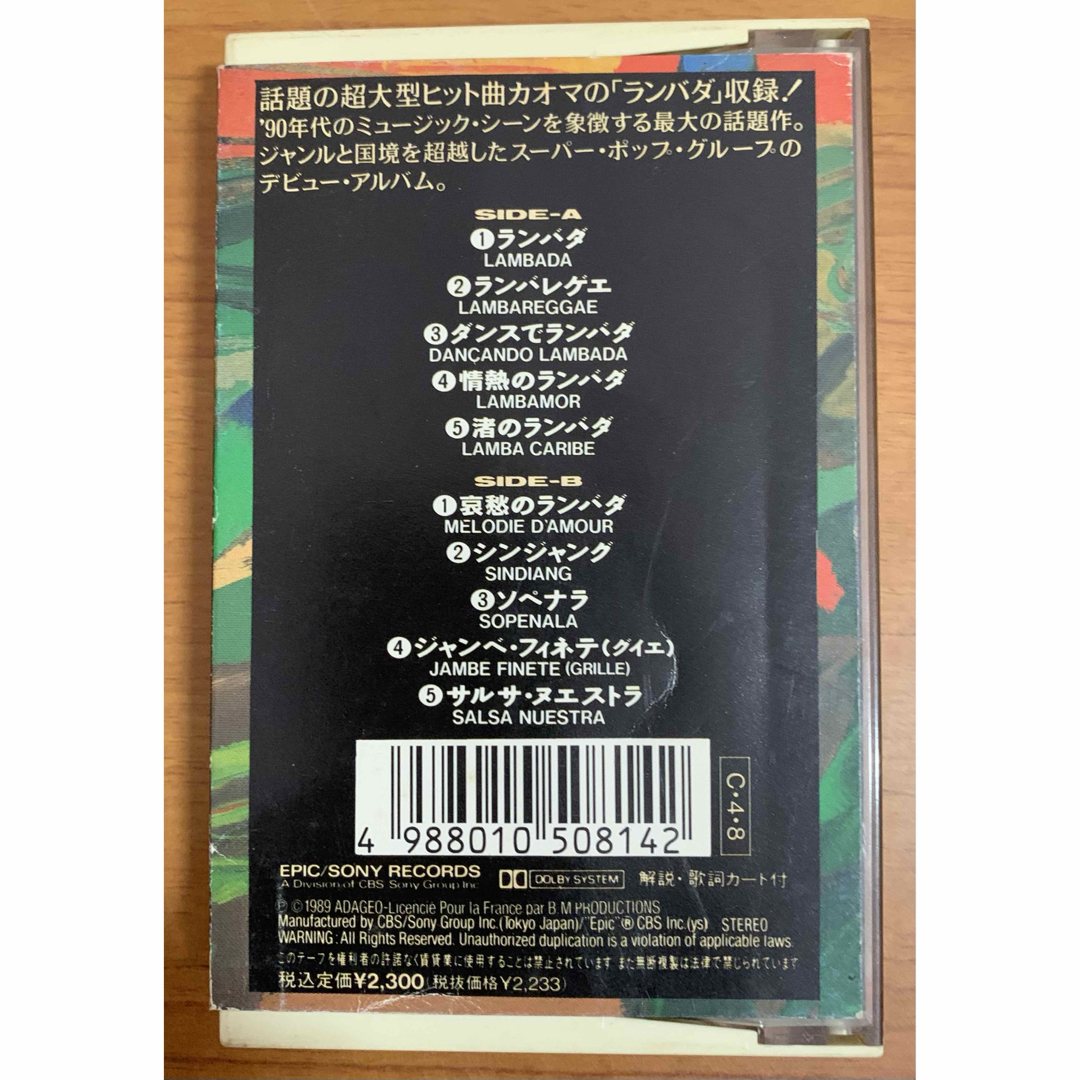 話題の超大型ヒット曲カオマの「ランバダ」収録!
'90年代のミュージック・シーンを象徴する最大の話題作。
ジャンルと国境を超越したスーパー・ポップ・グループの
デビュー・アルバム。
SIDE-A
❶ランバダ
LAMBADA
❷ランバレゲエ
LAMBAREGGAE
❸ダンスでランバダ
DANÇANDO LAMBADA
❹情熱のランバダ
LAMBAMOR
❺渚のランバダ
LAMBA CARIBE
SIDE-B
❶哀愁のランバダ
MELODIE D'AMOUR
❷シンジャング
SINDIANG
❸ソペナラ
SOPENALA
❹ジャンベ・フィネテ(グイエ)
JAMBE FINETE (GRILLE)
❺サルサ・ヌエストラ
SALSA NUESTRA
4 988010 508142
C・4・8
EPIC/SONY RECORDS
A Division of CBS Sony Group Inc.
DOLBY SYSTEM 解説・歌詞カード付
Ⓟ©1989 ADAGEO-Licencié Pour la France par B.M PRODUCTIONS
Manufactured by CBS/Sony Group Inc.(Tokyo Japan)/"Epic"® CBS Inc.(ys) STEREO
WARNING: All Rights Reserved. Unauthorized duplication is a violation of applicable laws.
このテープを権利者の許諾なく賃貸業に使用することは禁止されています また無断複製は法律で禁じられています
税込定価¥2,300(税抜価格¥2,233)